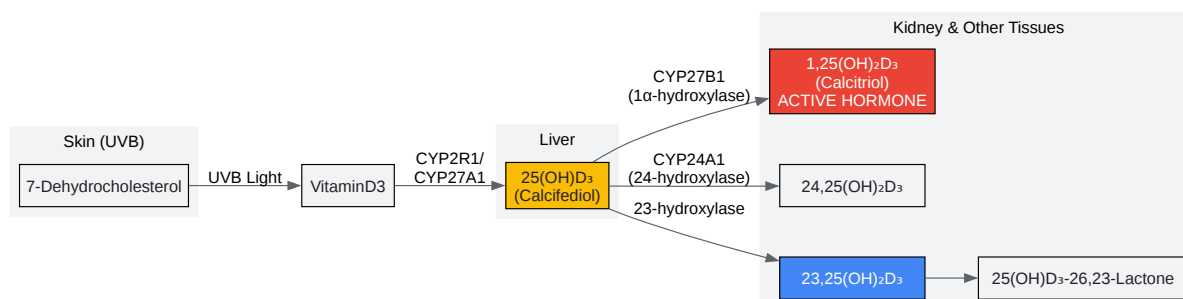 Kidney & Other Tissues
1,25(OH)₂D₃
(Calcitriol)
ACTIVE HORMONE
CYP27B1
(1α-hydroxylase)
Skin (UVB)
7-Dehydrocholesterol
UVB Light
VitaminD3
CYP2R1/
CYP27A1
Liver
25(OH)D₃
(Calcifediol)
CYP24A1
(24-hydroxylase)
24,25(OH)₂D₃
23-hydroxylase
23,25(OH)₂D₃
25(OH)D₃-26,23-Lactone